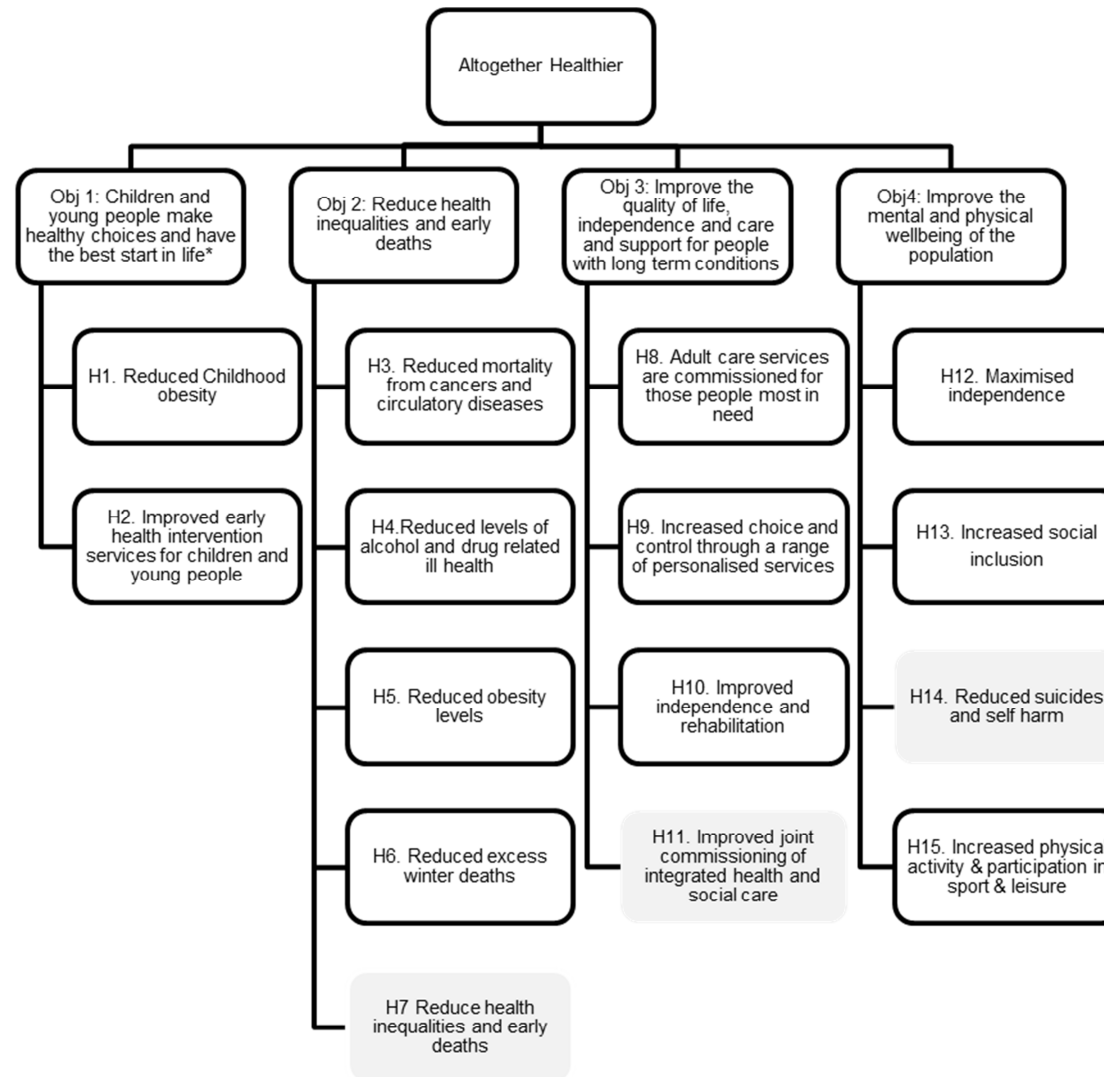 Altogether Healthier
Obj 1: Children and
young people make
healthy choices and have
the best start in life*
Obj 2: Reduce health
inequalities and early
deaths
Obj 3: Improve the
quality of life,
independence and care
and support for people
with long term conditions
Obj4: Improve the
mental and physical
wellbeing of the
population
H1. Reduced Childhood
obesity
H2. Improved early
health intervention
services for children and
young people
H3. Reduced mortality
from cancers and
circulatory diseases
H4.Reduced levels of
alcohol and drug related
ill health
H5. Reduced obesity
levels
H6. Reduced excess
winter deaths
H7 Reduce health
inequalities and early
deaths
H8. Adult care services
are commissioned for
those people most in
need
H9. Increased choice and
control through a range
of personalised services
H10. Improved
independence and
rehabilitation
H11. Improved joint
commissioning of
integrated health and
social care
H12. Maximised
independence
H13. Increased social
inclusion
H14. Reduced suicides
and self harm
H15. Increased physical
activity & participation in
sport & leisure